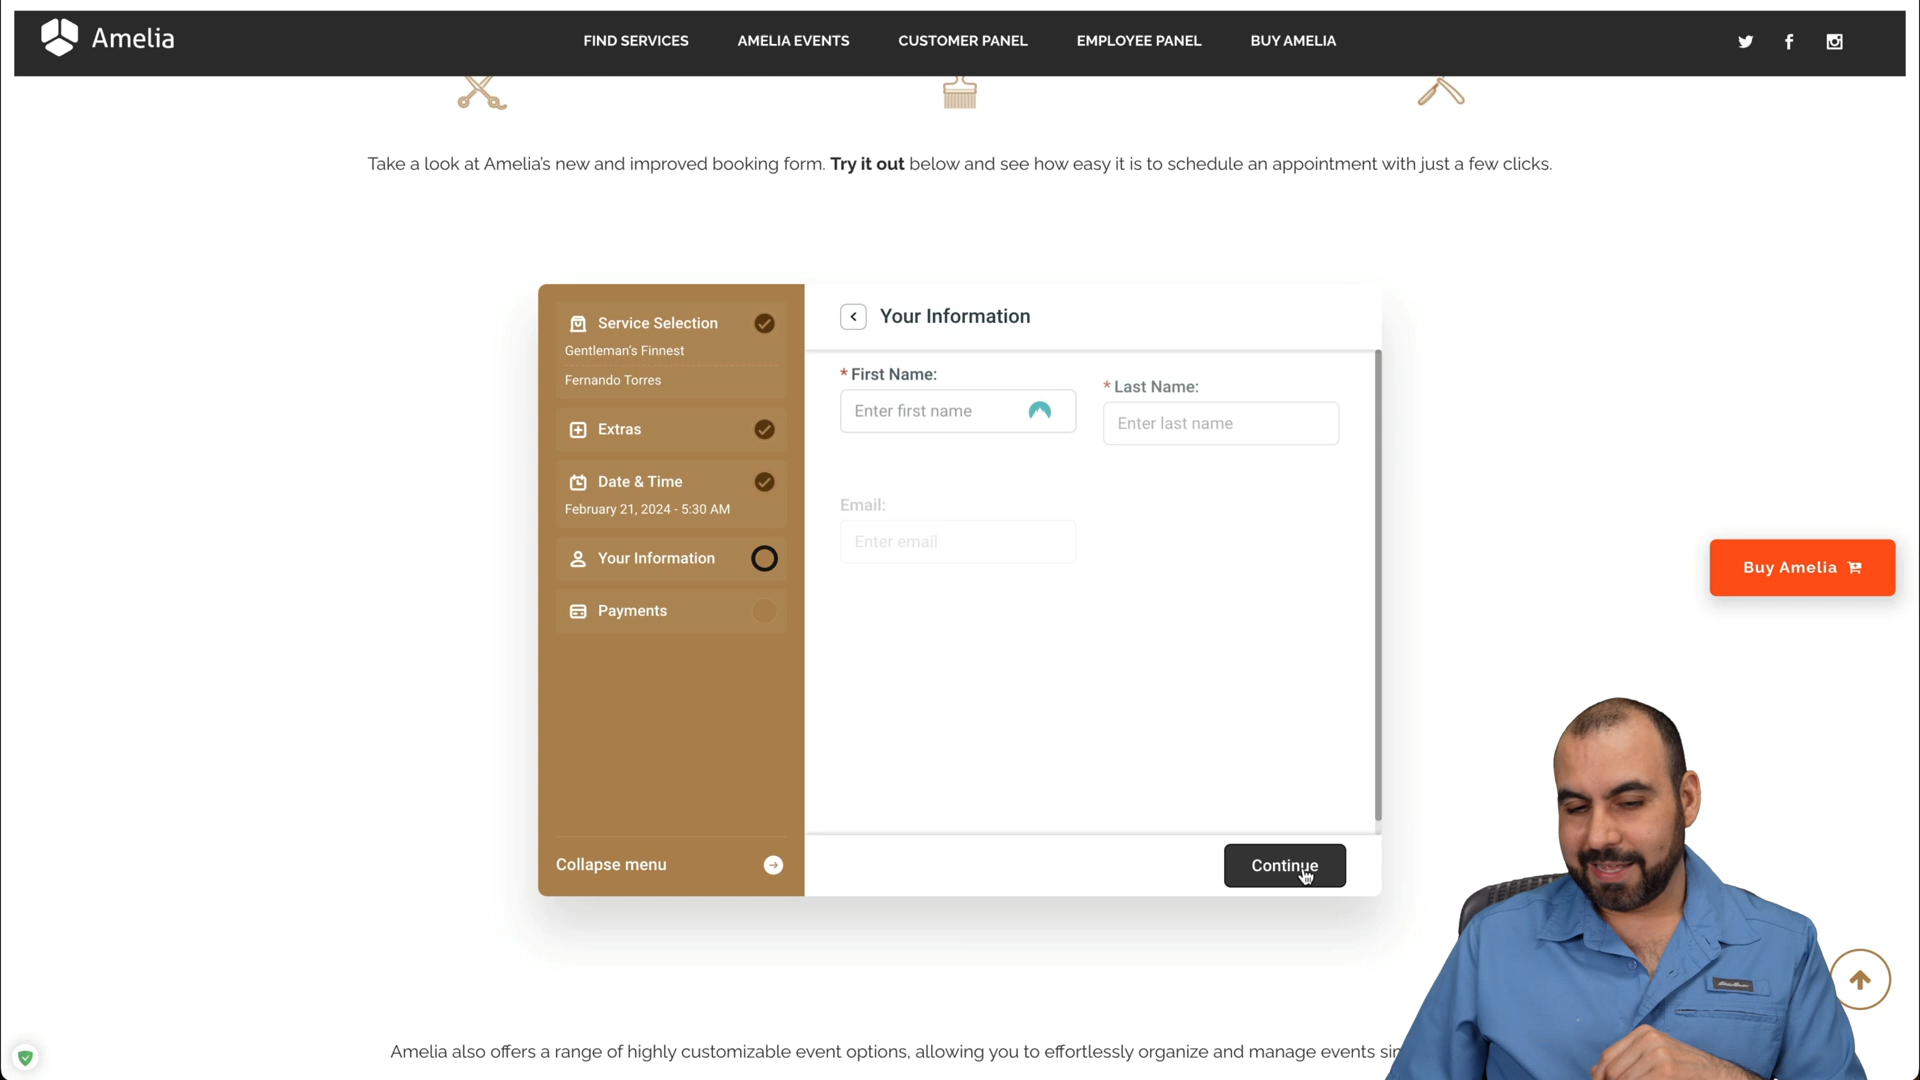 Amelia
FIND SERVICES
AMELIA EVENTS
CUSTOMER PANEL
EMPLOYEE PANEL
BUY AMELIA
Take a look at Amelia's new and improved booking form. Try it out below and see how easy it is to schedule an appointment with just a few clicks.
Service Selection
Gentleman's Finnest
Fernando Torres
Extras
Date & Time
February 21, 2024 - 5:30 AM
Your Information
Payments
Collapse menu
Your Information
* First Name:
Enter first name
* Last Name:
Enter last name
Email:
Enter email
Continue
Buy Amelia
Amelia also offers a range of highly customizable event options, allowing you to effortlessly organize and manage events